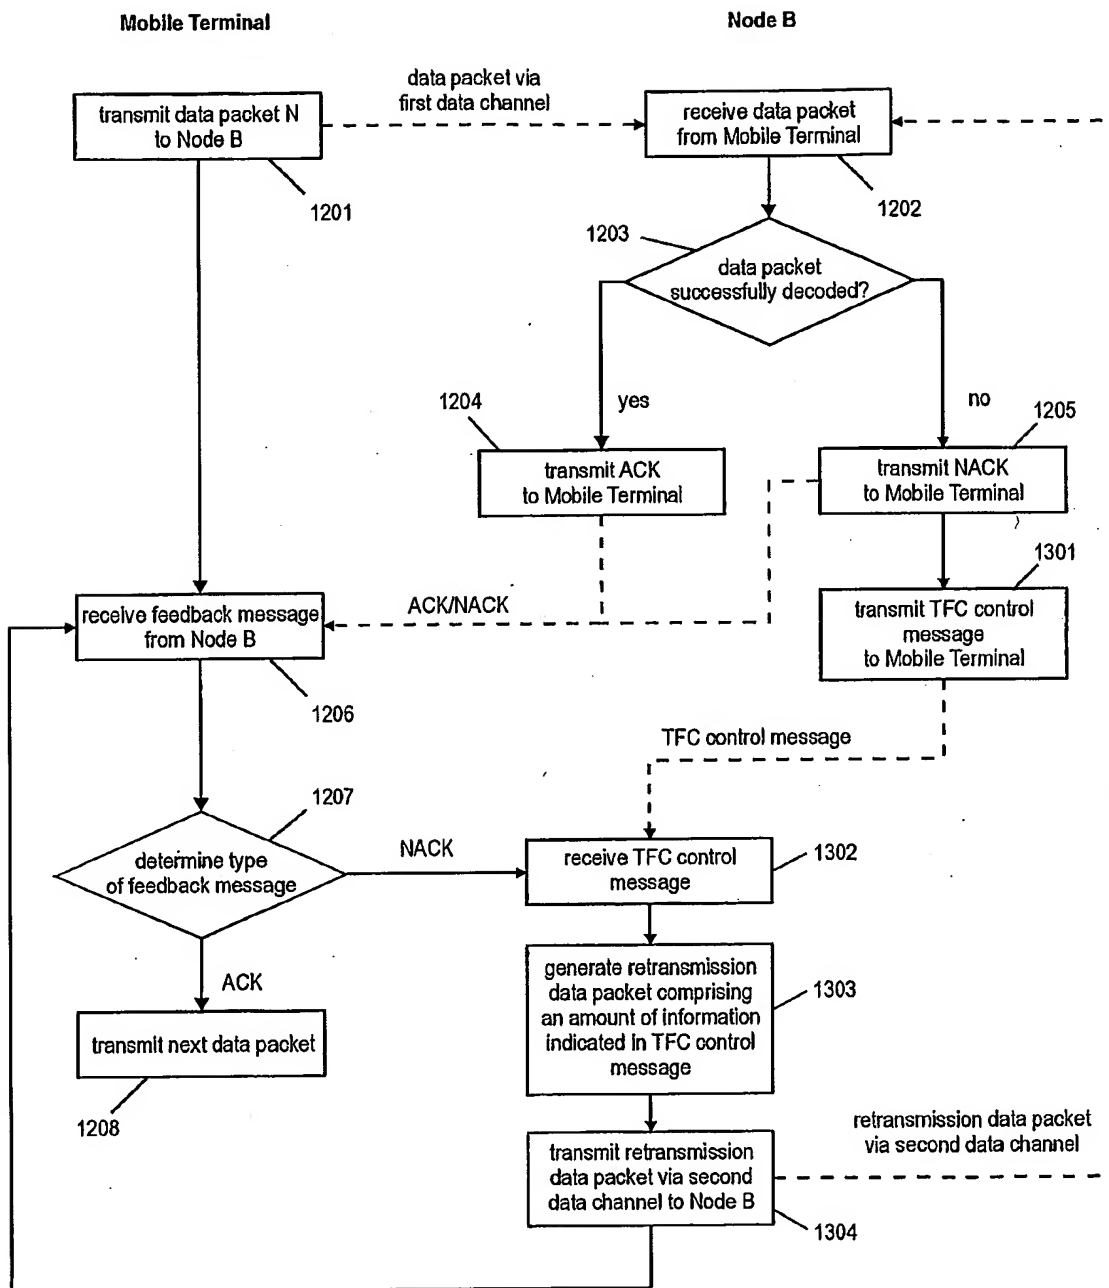 Mobile Terminal
Node B
data packet via
first data channel
transmit data packet N
to Node B
receive data packet
from Mobile Terminal
1201
1202
1203
data packet
successfully decoded?
1204
yes
no
1205
transmit ACK
to Mobile Terminal
transmit NACK
to Mobile Terminal
1301
receive feedback message
from Node B
ACK/NACK
transmit TFC control
message
to Mobile Terminal
1206
TFC control message
1207
determine type
of feedback message
NACK
receive TFC control
message
1302
ACK
generate retransmission
data packet comprising
an amount of information
indicated in TFC control
message
1303
transmit next data packet
1208
retransmission data packet
via second data channel
transmit retransmission
data packet via second
data channel to Node B
1304